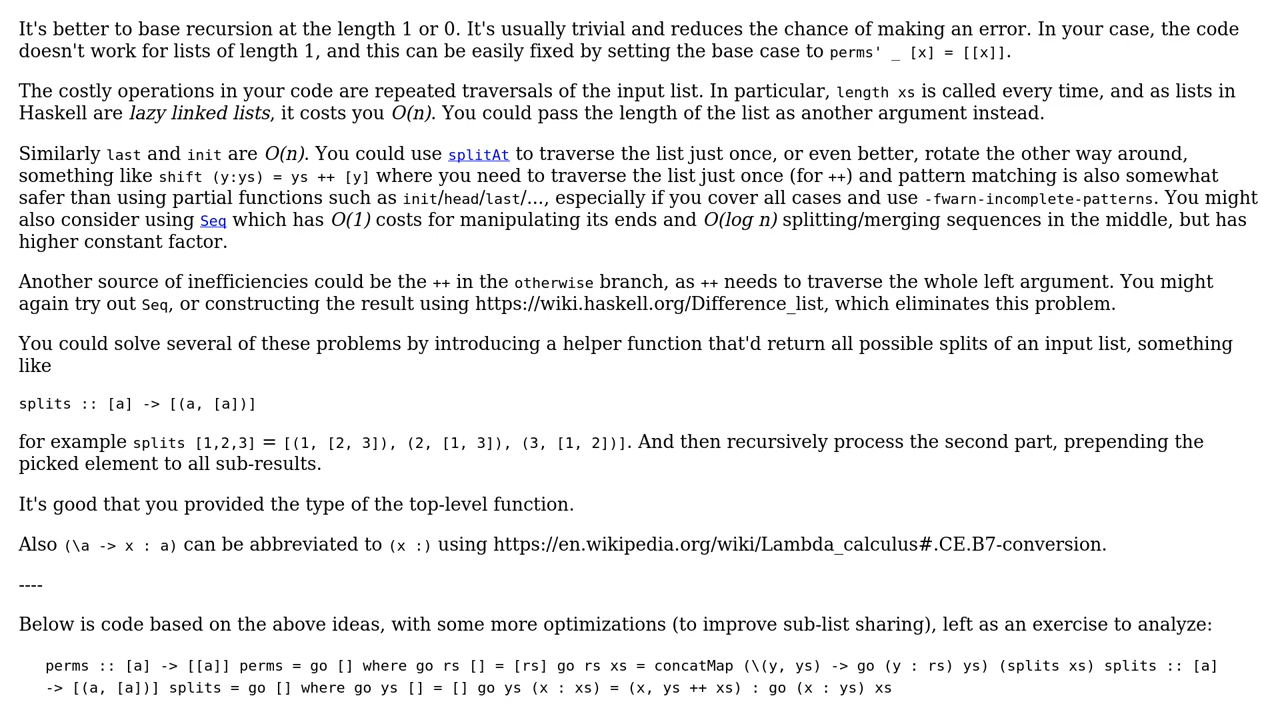 It's better to base recursion at the length 1 or 0. It's usually trivial and reduces the chance of making an error. In your case, the code
doesn't work for lists of length 1, and this can be easily fixed by setting the base case to perms' _ [x] = [[x]].
The costly operations in your code are repeated traversals of the input list. In particular, length xs is called every time, and as lists in
Haskell are lazy linked lists, it costs you O(n). You could pass the length of the list as another argument instead.
Similarly last and init are O(n). You could use splitAt to traverse the list just once, or even better, rotate the other way around,
something like shift (y:ys) = ys ++ [y] where you need to traverse the list just once (for ++) and pattern matching is also somewhat
safer than using partial functions such as init/head/last/..., especially if you cover all cases and use -fwarn-incomplete-patterns. You might
also consider using Seq which has O(1) costs for manipulating its ends and O(log n) splitting/merging sequences in the middle, but has
higher constant factor.
Another source of inefficiencies could be the ++ in the otherwise branch, as ++ needs to traverse the whole left argument. You might
again try out Seq, or constructing the result using https://wiki.haskell.org/Difference_list, which eliminates this problem.
You could solve several of these problems by introducing a helper function that'd return all possible splits of an input list, something
like
splits :: [a] -> [(a, [a])]
for example splits [1,2,3] = [(1, [2, 3]), (2, [1, 3]), (3, [1, 2])]. And then recursively process the second part, prepending the
picked element to all sub-results.
It's good that you provided the type of the top-level function.
Also (\a -> x : a) can be abbreviated to (x :) using https://en.wikipedia.org/wiki/Lambda_calculus#.CE.B7-conversion.
----
Below is code based on the above ideas, with some more optimizations (to improve sub-list sharing), left as an exercise to analyze:
perms :: [a] -> [[a]] perms = go [] where go rs [] = [rs] go rs xs = concatMap (\(y, ys) -> go (y : rs) ys) (splits xs) splits :: [a]
-> [(a, [a])] splits = go [] where go ys [] = [] go ys (x : xs) = (x, ys ++ xs) : go (x : ys) xs